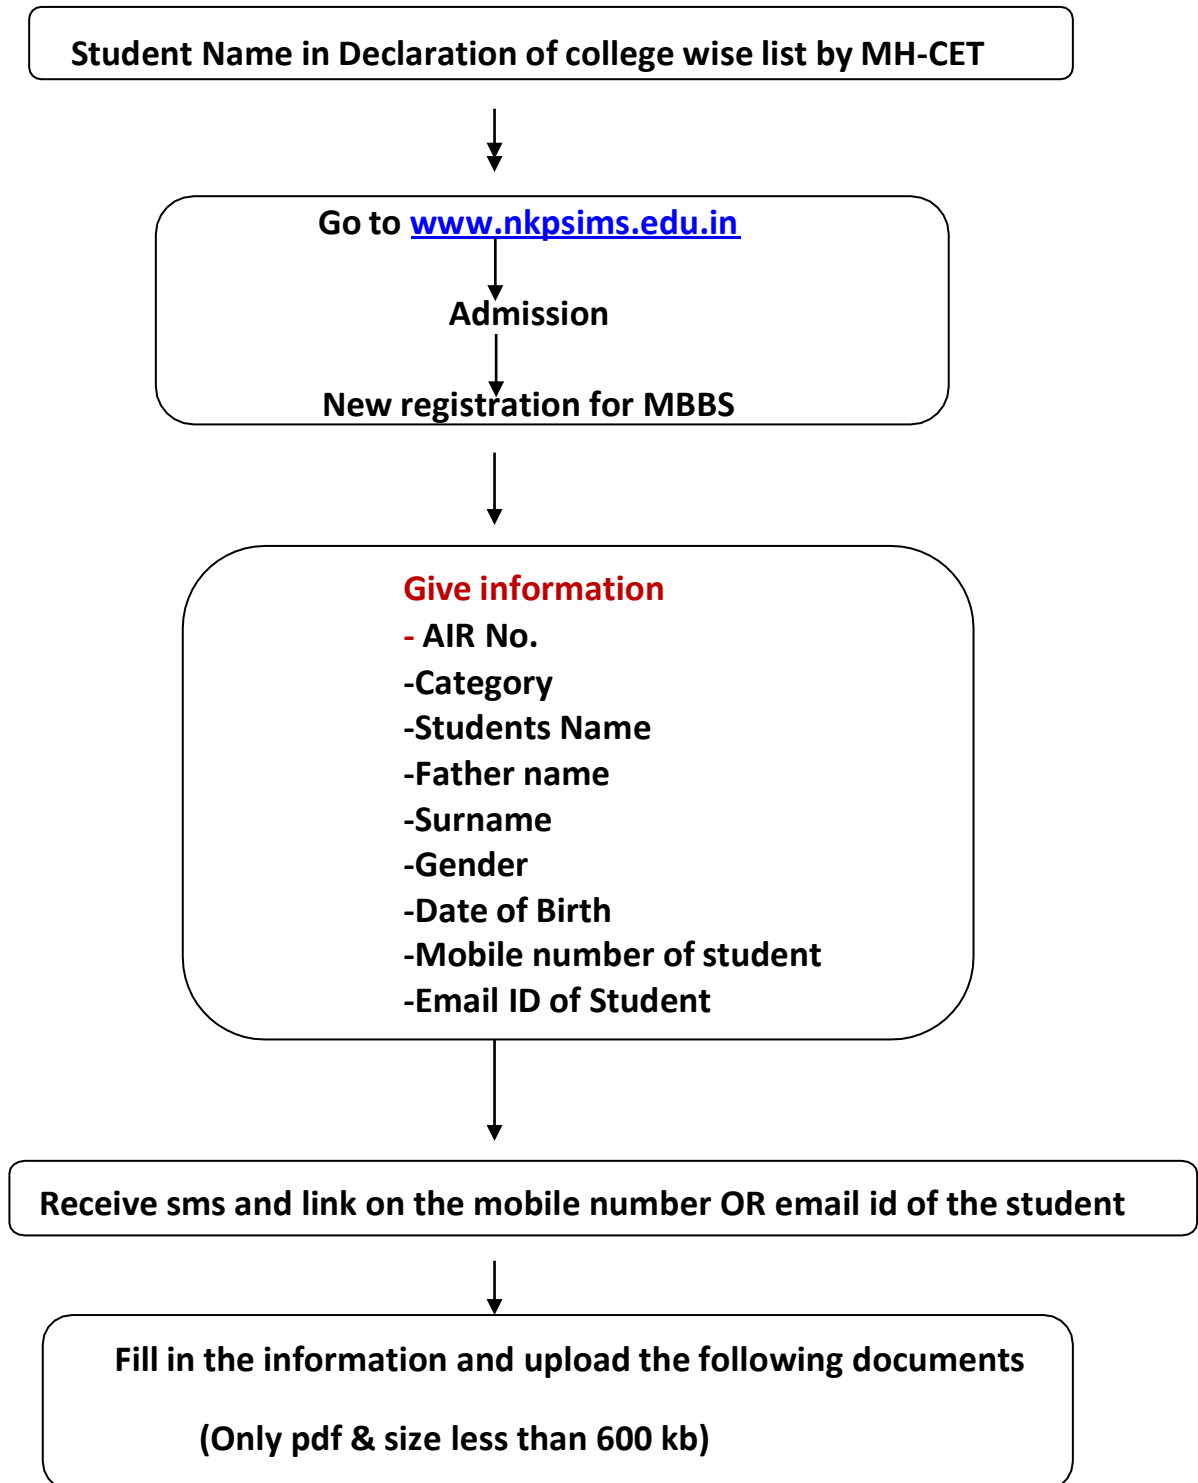 Student Name in Declaration of college wise list by MH-CET
Go to www.nkpsims.edu.in
Admission
New registration for MBBS
Give information
- AIR No.
-Category
-Students Name
-Father name
-Surname
-Gender
-Date of Birth
-Mobile number of student
-Email ID of Student
Receive sms and link on the mobile number OR email id of the student
Fill in the information and upload the following documents
(Only pdf & size less than 600 kb)